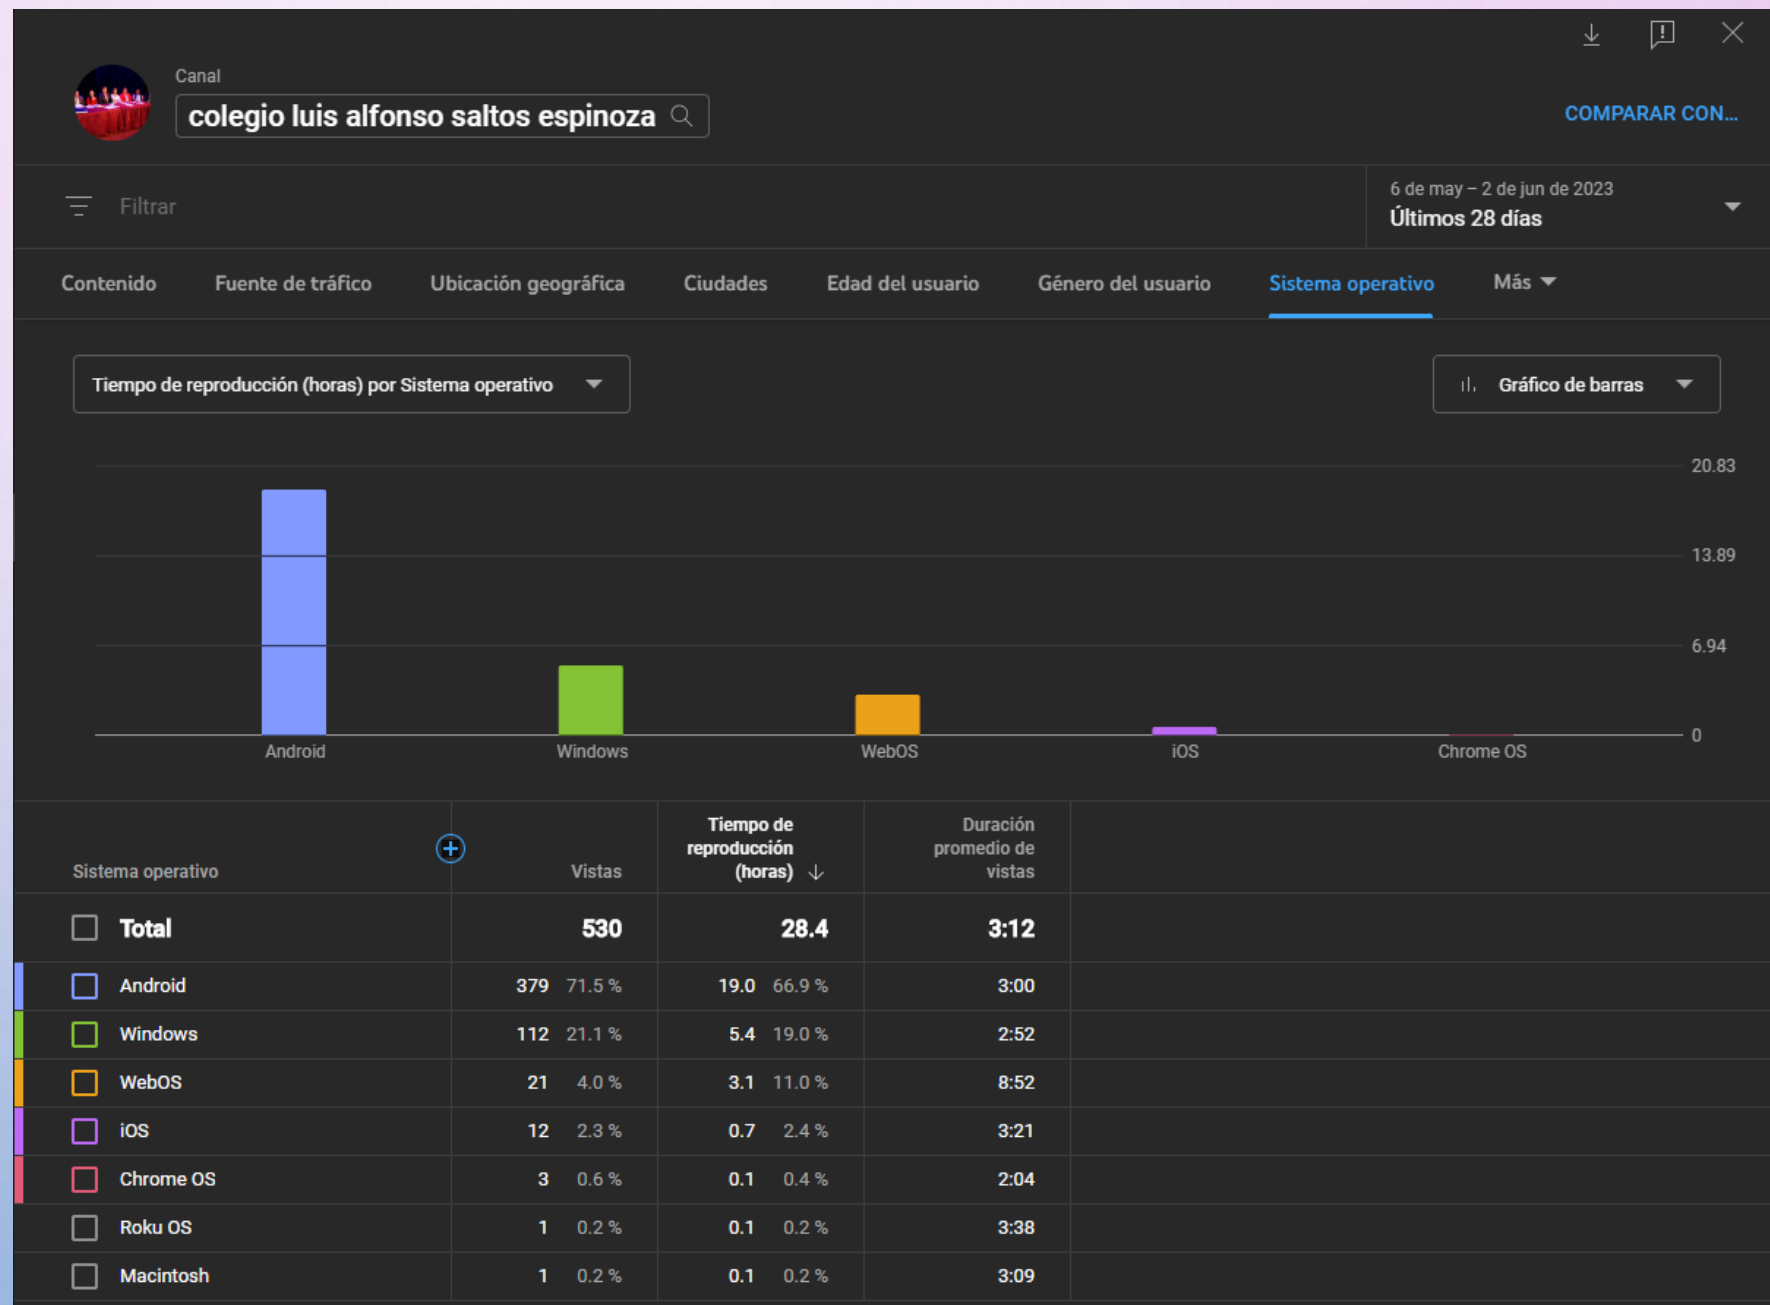 Canal
colegio luis alfonso saltos espinoza
COMPARAR CON...
Filtrar
6 de may – 2 de jun de 2023
Últimos 28 días
Contenido Fuente de tráfico Ubicación geográfica Ciudades Edad del usuario Género del usuario Sistema operativo Más
Tiempo de reproducción (horas) por Sistema operativo
Gráfico de barras
20.83
13.89
6.94
0
Android Windows WebOS iOS Chrome OS
Sistema operativo
Vistas
Tiempo de
reproducción
(horas)
Duración
promedio de
vistas
Total 530 28.4 3:12
Android 379 71.5 % 19.0 66.9 % 3:00
Windows 112 21.1 % 5.4 19.0 % 2:52
WebOS 21 4.0 % 3.1 11.0 % 8:52
iOS 12 2.3 % 0.7 2.4 % 3:21
Chrome OS 3 0.6 % 0.1 0.4 % 2:04
Roku OS 1 0.2 % 0.1 0.2 % 3:38
Macintosh 1 0.2 % 0.1 0.2 % 3:09